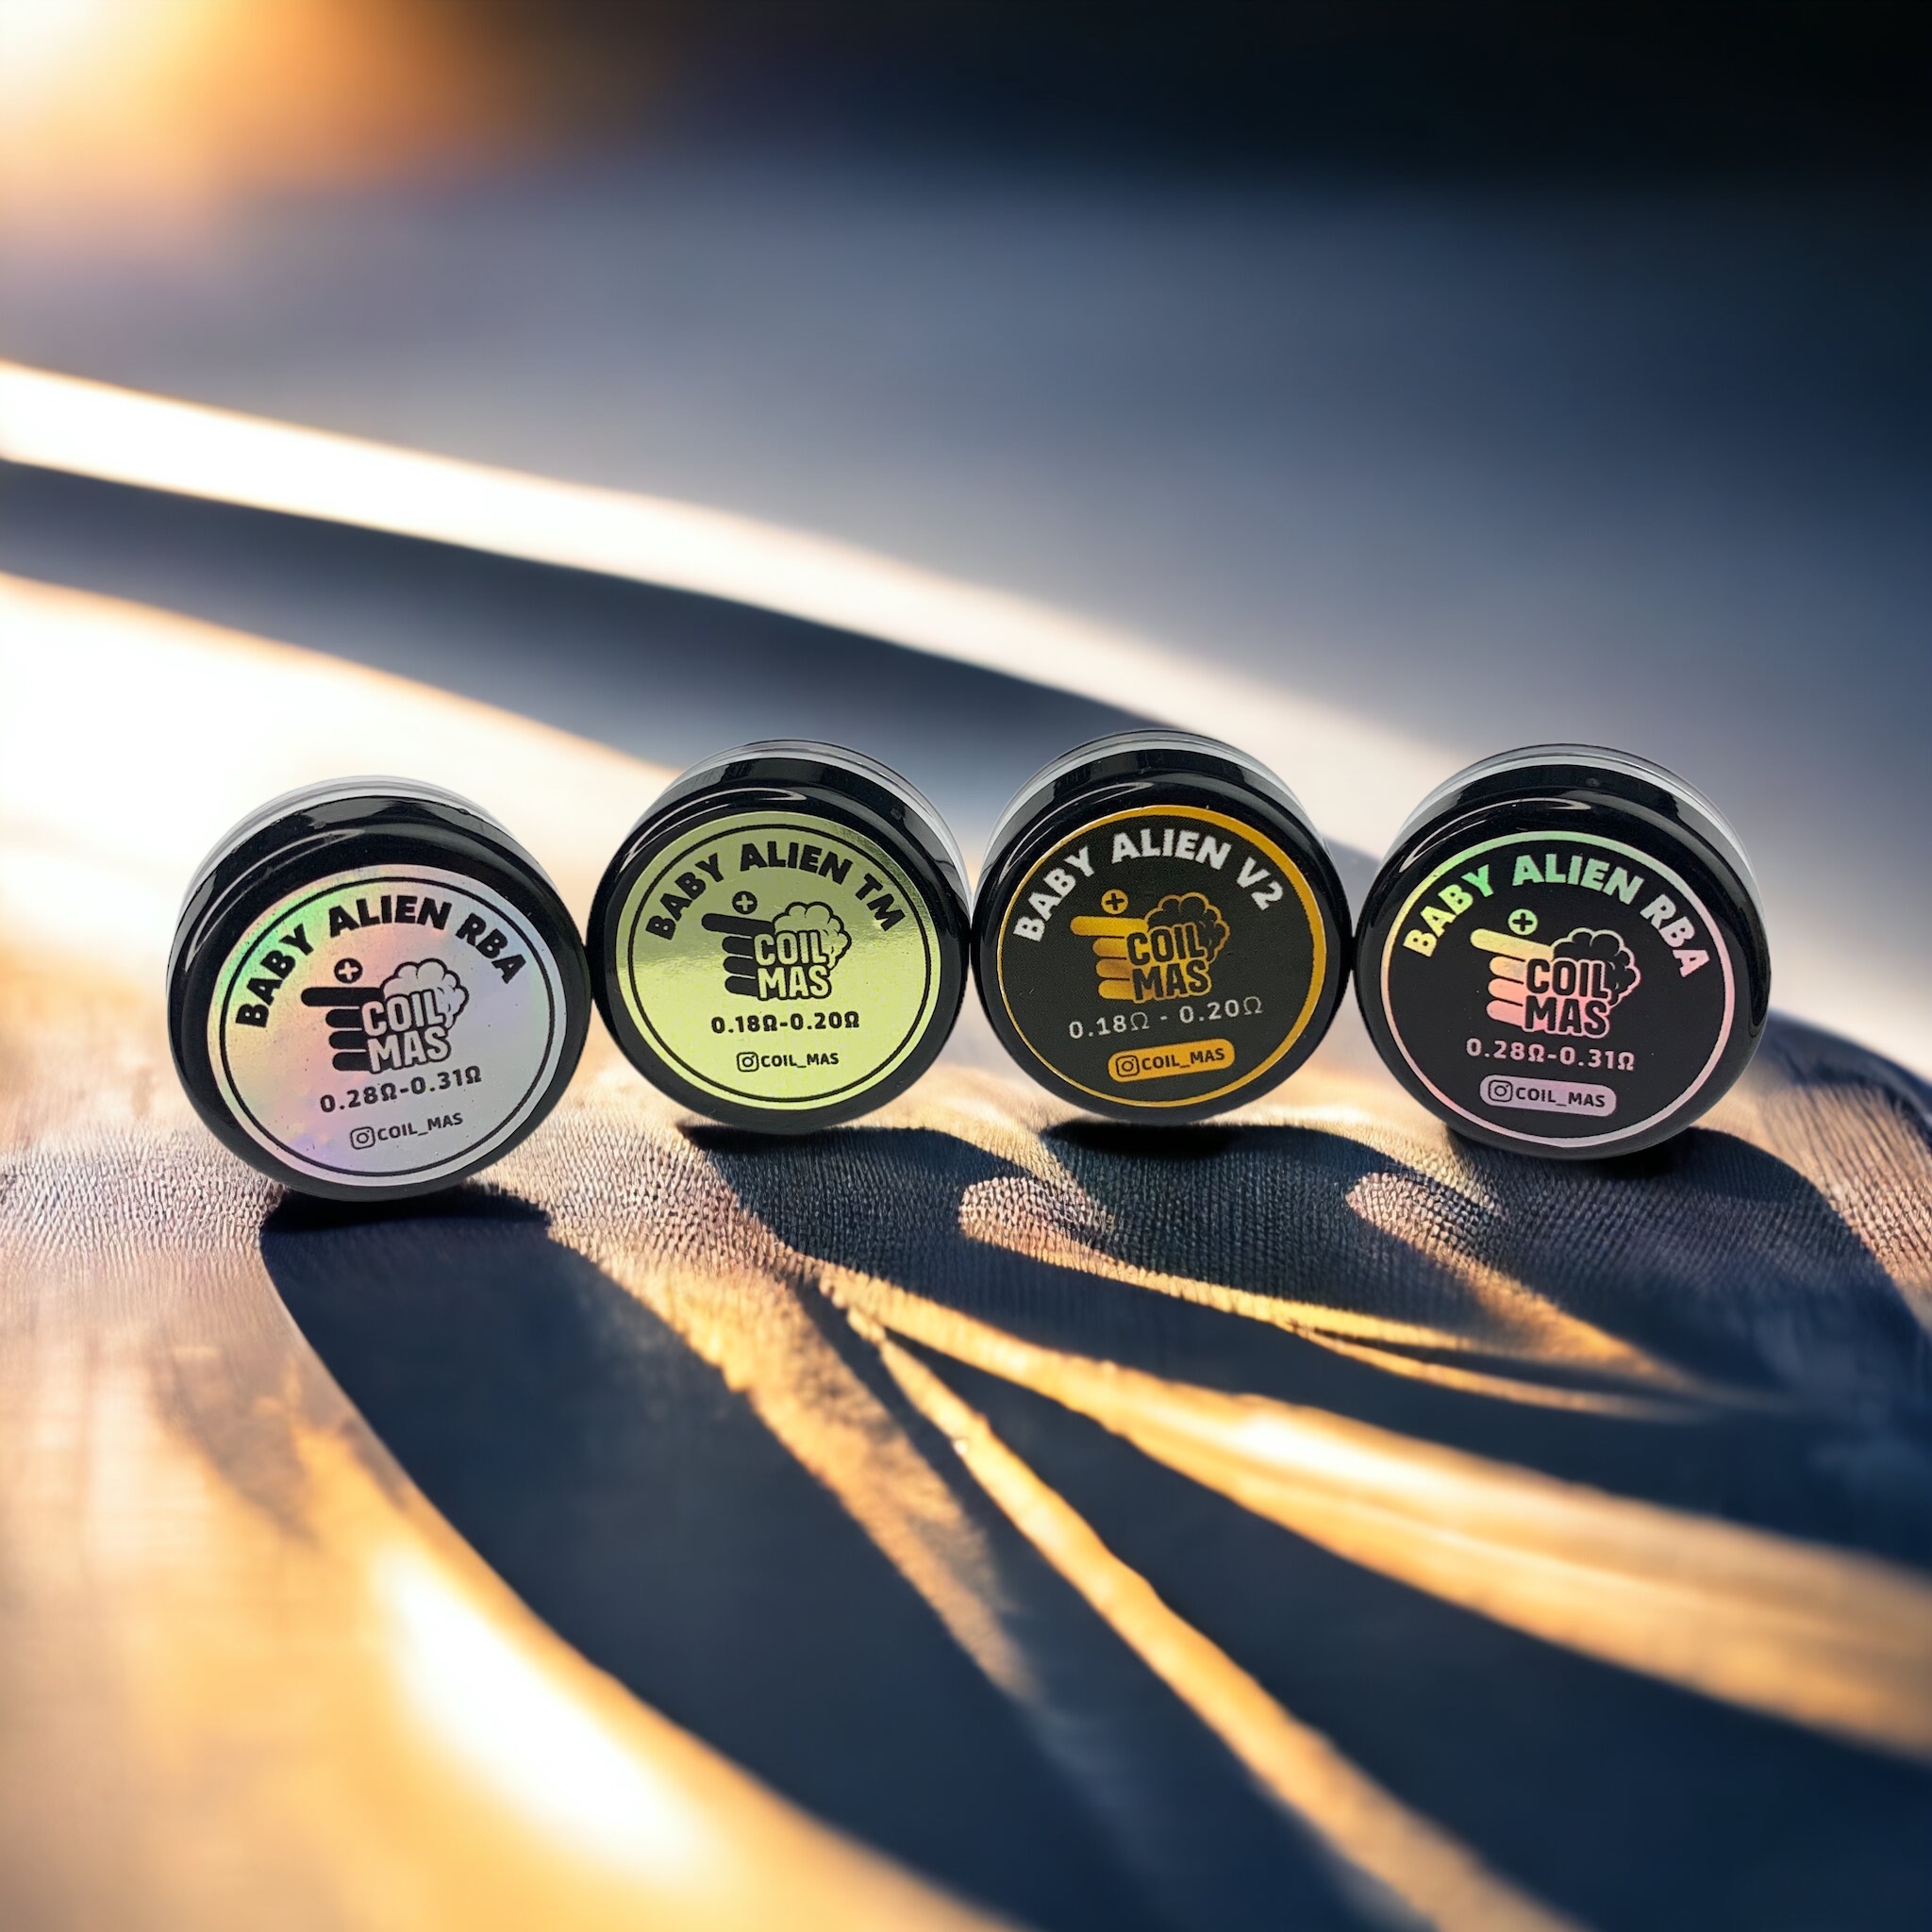 BABY ALIEN RBA
COIL
MAS
0.28Ω-0.31Ω
COIL_MAS
BABY ALIEN TM
COIL
MAS
0.18Ω-0.20Ω
COIL_MAS
BABY ALIEN V2
COIL
MAS
0.18Ω - 0.20Ω
COIL_MAS
BABY ALIEN RBA
COIL
MAS
0.28Ω-0.31Ω
COIL_MAS